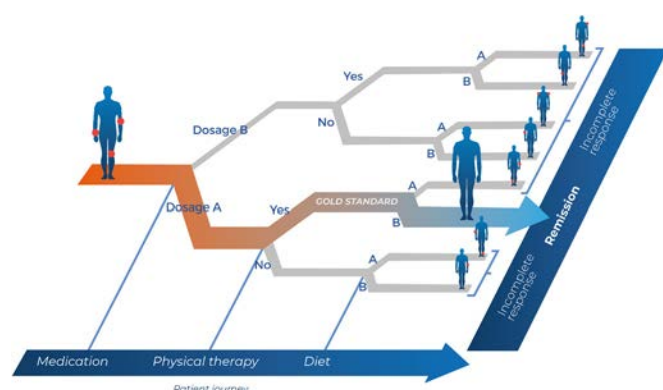 A
B
Yes
A
No
B
Dosage B
A
GOLD STANDARD
Yes
B
Dosage A
A
No
B
Incomplete
response
Remission
Incomplete
response
Medication
Physical therapy
Diet
Patient journey